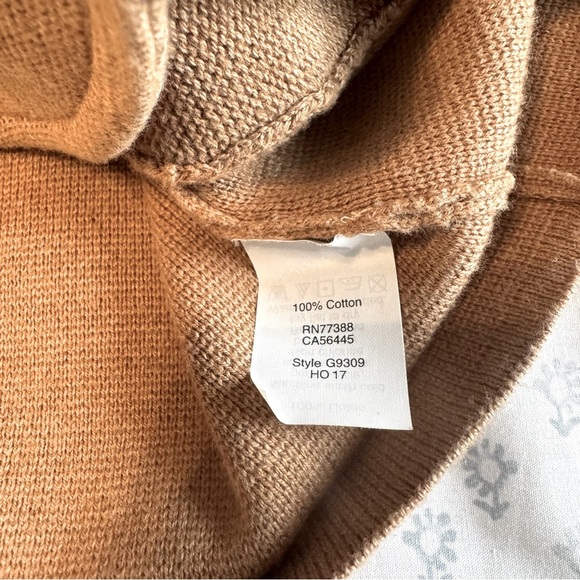 100% Cotton
RN77388
CA56445
Style G9309
HO 17